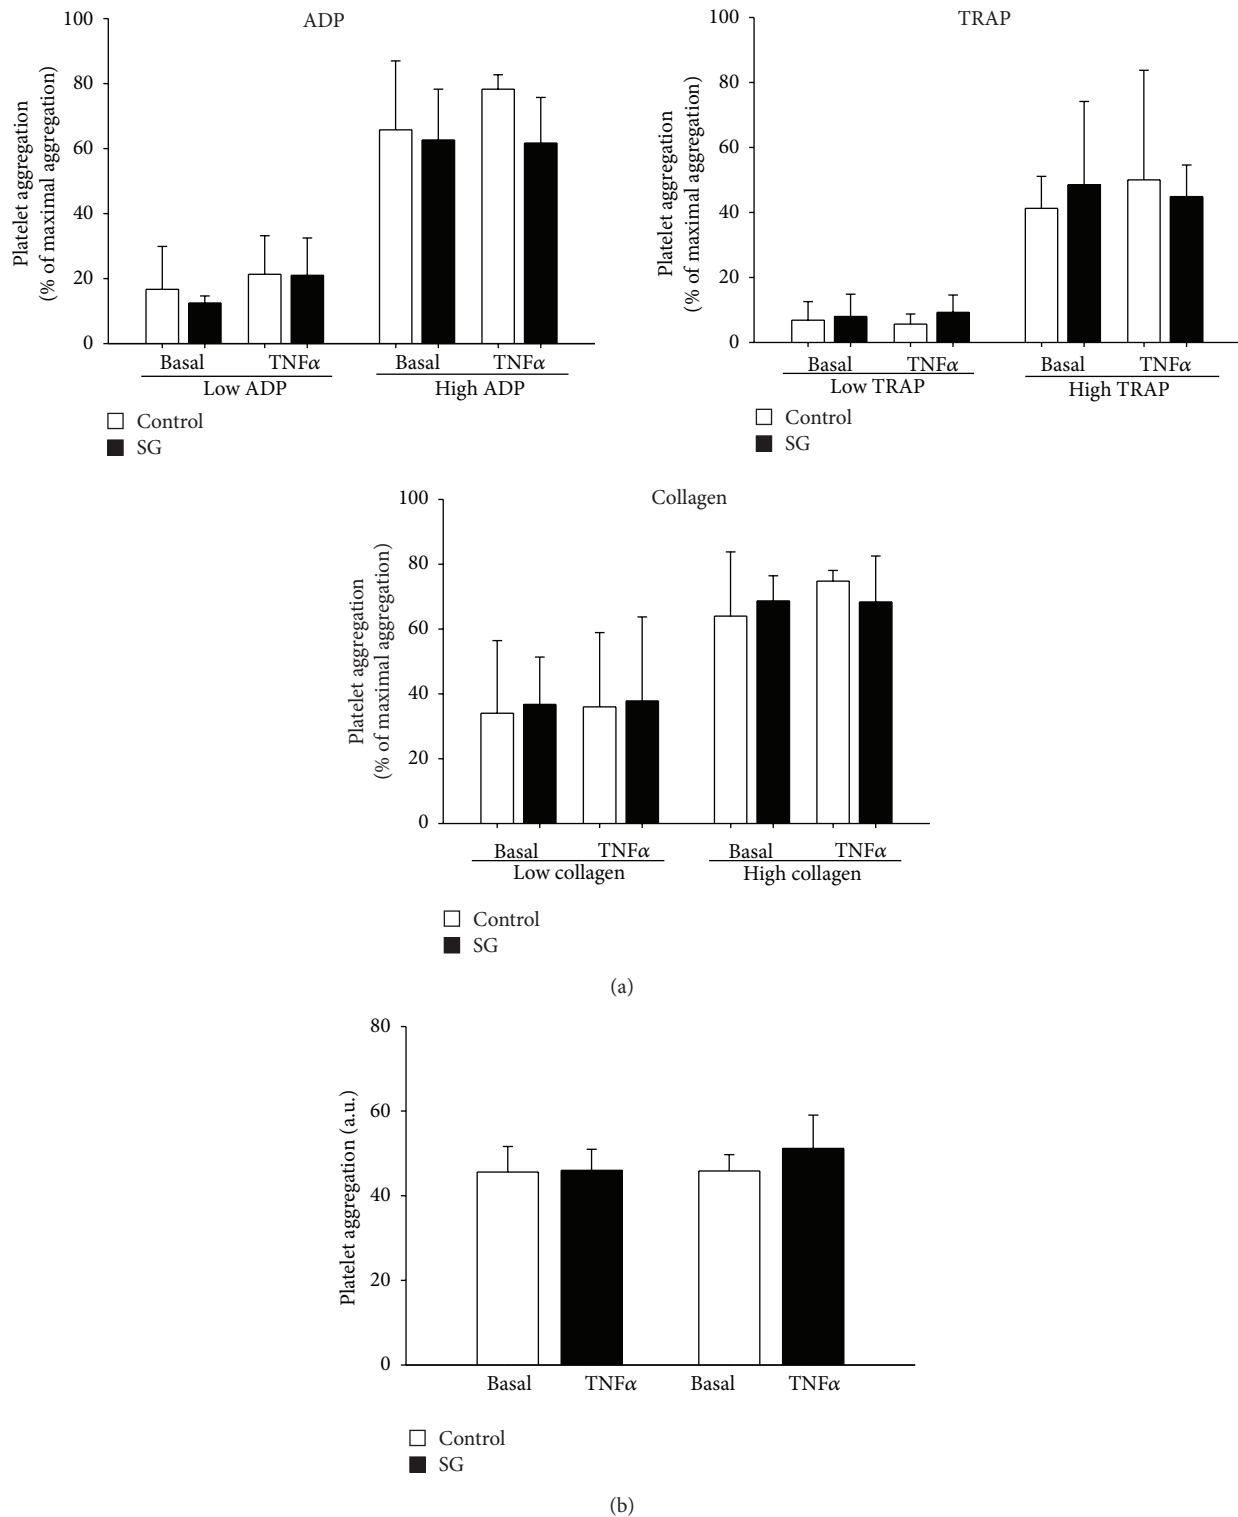 ADP
Platelet aggregation
(% of maximal aggregation)
100
80
60
40
20
0
Basal TNFα Basal TNFα
Low ADP High ADP
Control
SG
TRAP
Platelet aggregation
(% of maximal aggregation)
100
80
60
40
20
0
Basal TNFα Basal TNFα
Low TRAP High TRAP
Control
SG
Collagen
Platelet aggregation
(% of maximal aggregation)
100
80
60
40
20
0
Basal TNFα Basal TNFα
Low collagen High collagen
Control
SG
(a)
Platelet aggregation (a.u.)
80
60
40
20
0
Basal TNFα Basal TNFα
Control
SG
(b)